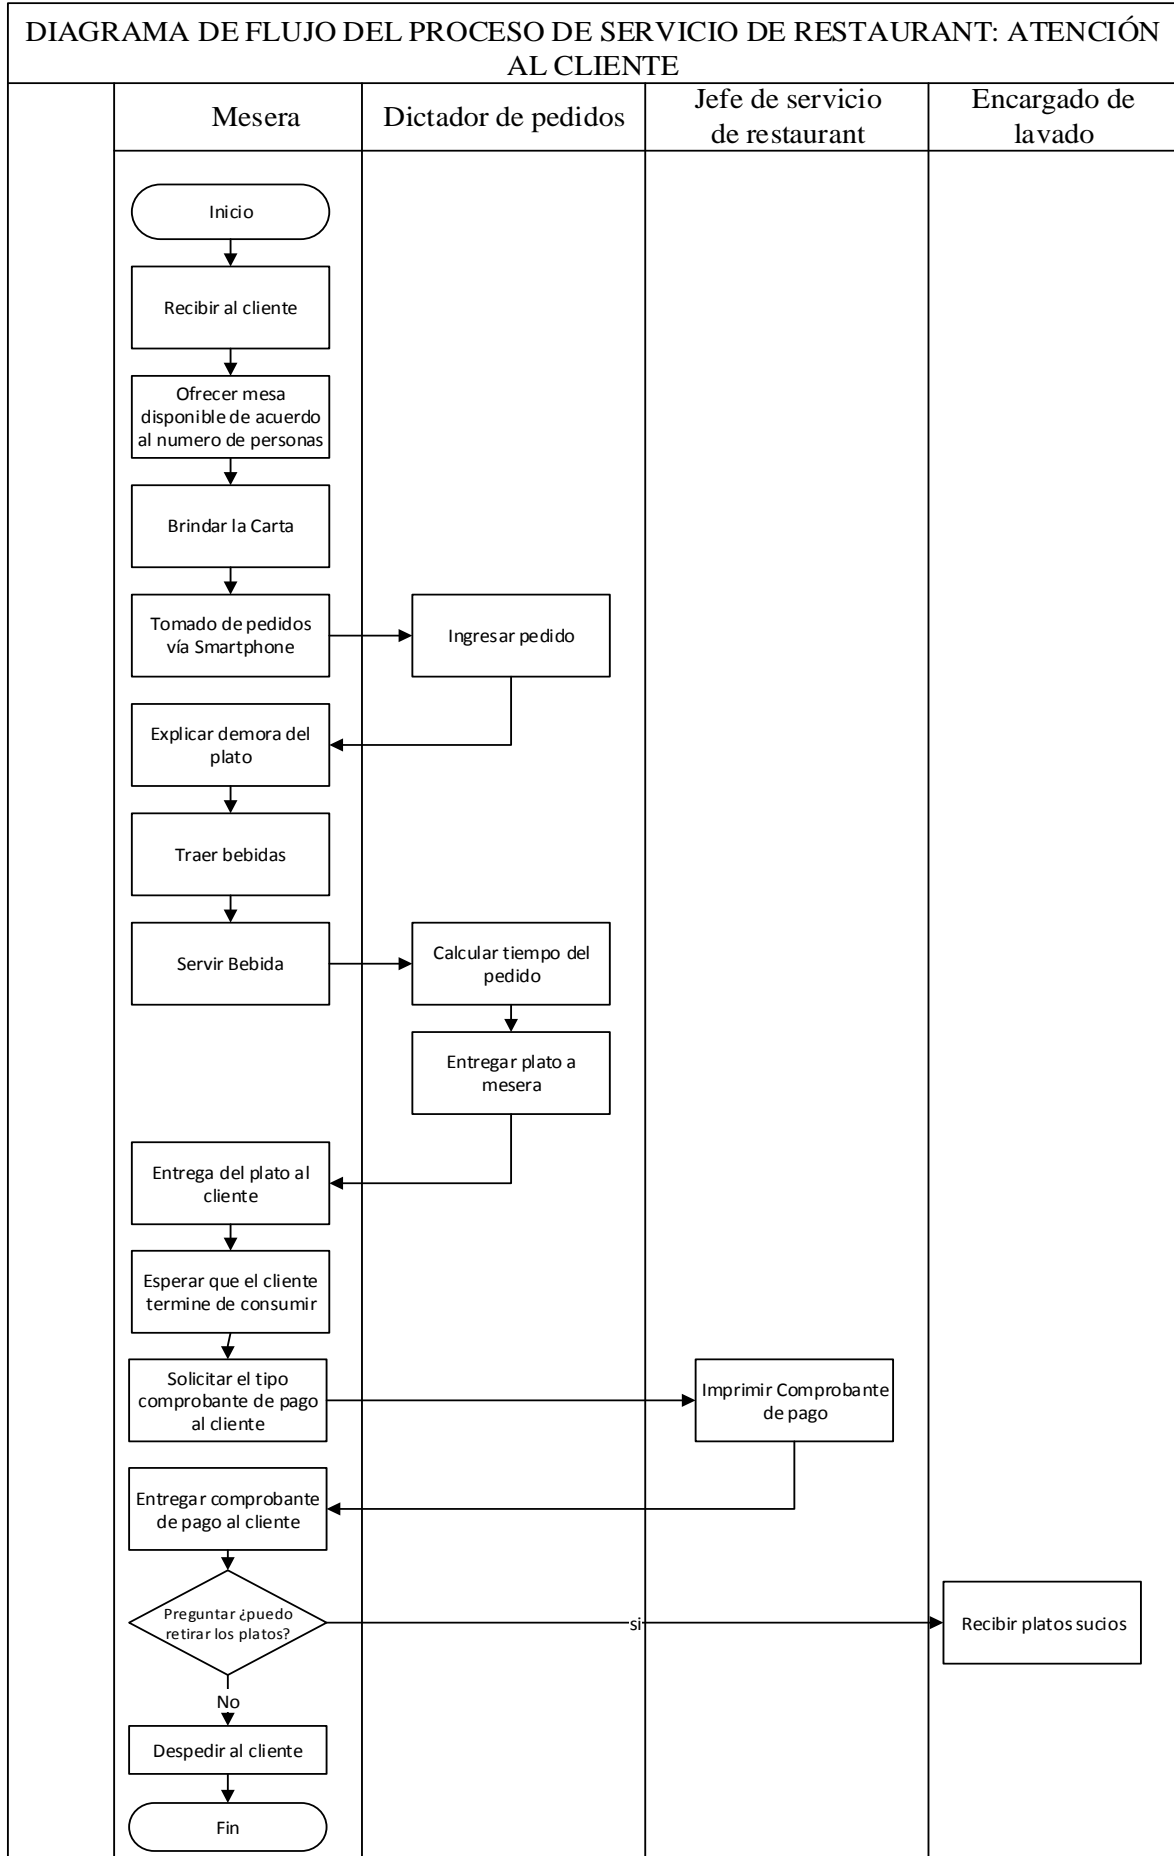 DIAGRAMA DE FLUJO DEL PROCESO DE SERVICIO DE RESTAURANT: ATENCIÓN
AL CLIENTE
Mesera
Dictador de pedidos
Jefe de servicio
de restaurant
Encargado de
lavado
Inicio
Recibir al cliente
Ofrecer mesa
disponible de acuerdo
al numero de personas
Brindar la Carta
Tomado de pedidos
vía Smartphone
Ingresar pedido
Explicar demora del
plato
Traer bebidas
Servir Bebida
Calcular tiempo del
pedido
Entregar plato a
mesera
Entrega del plato al
cliente
Esperar que el cliente
termine de consumir
Solicitar el tipo
comprobante de pago
al cliente
Imprimir Comprobante
de pago
Entregar comprobante
de pago al cliente
Preguntar ¿puedo
retirar los platos?
si
Recibir platos sucios
No
Despedir al cliente
Fin